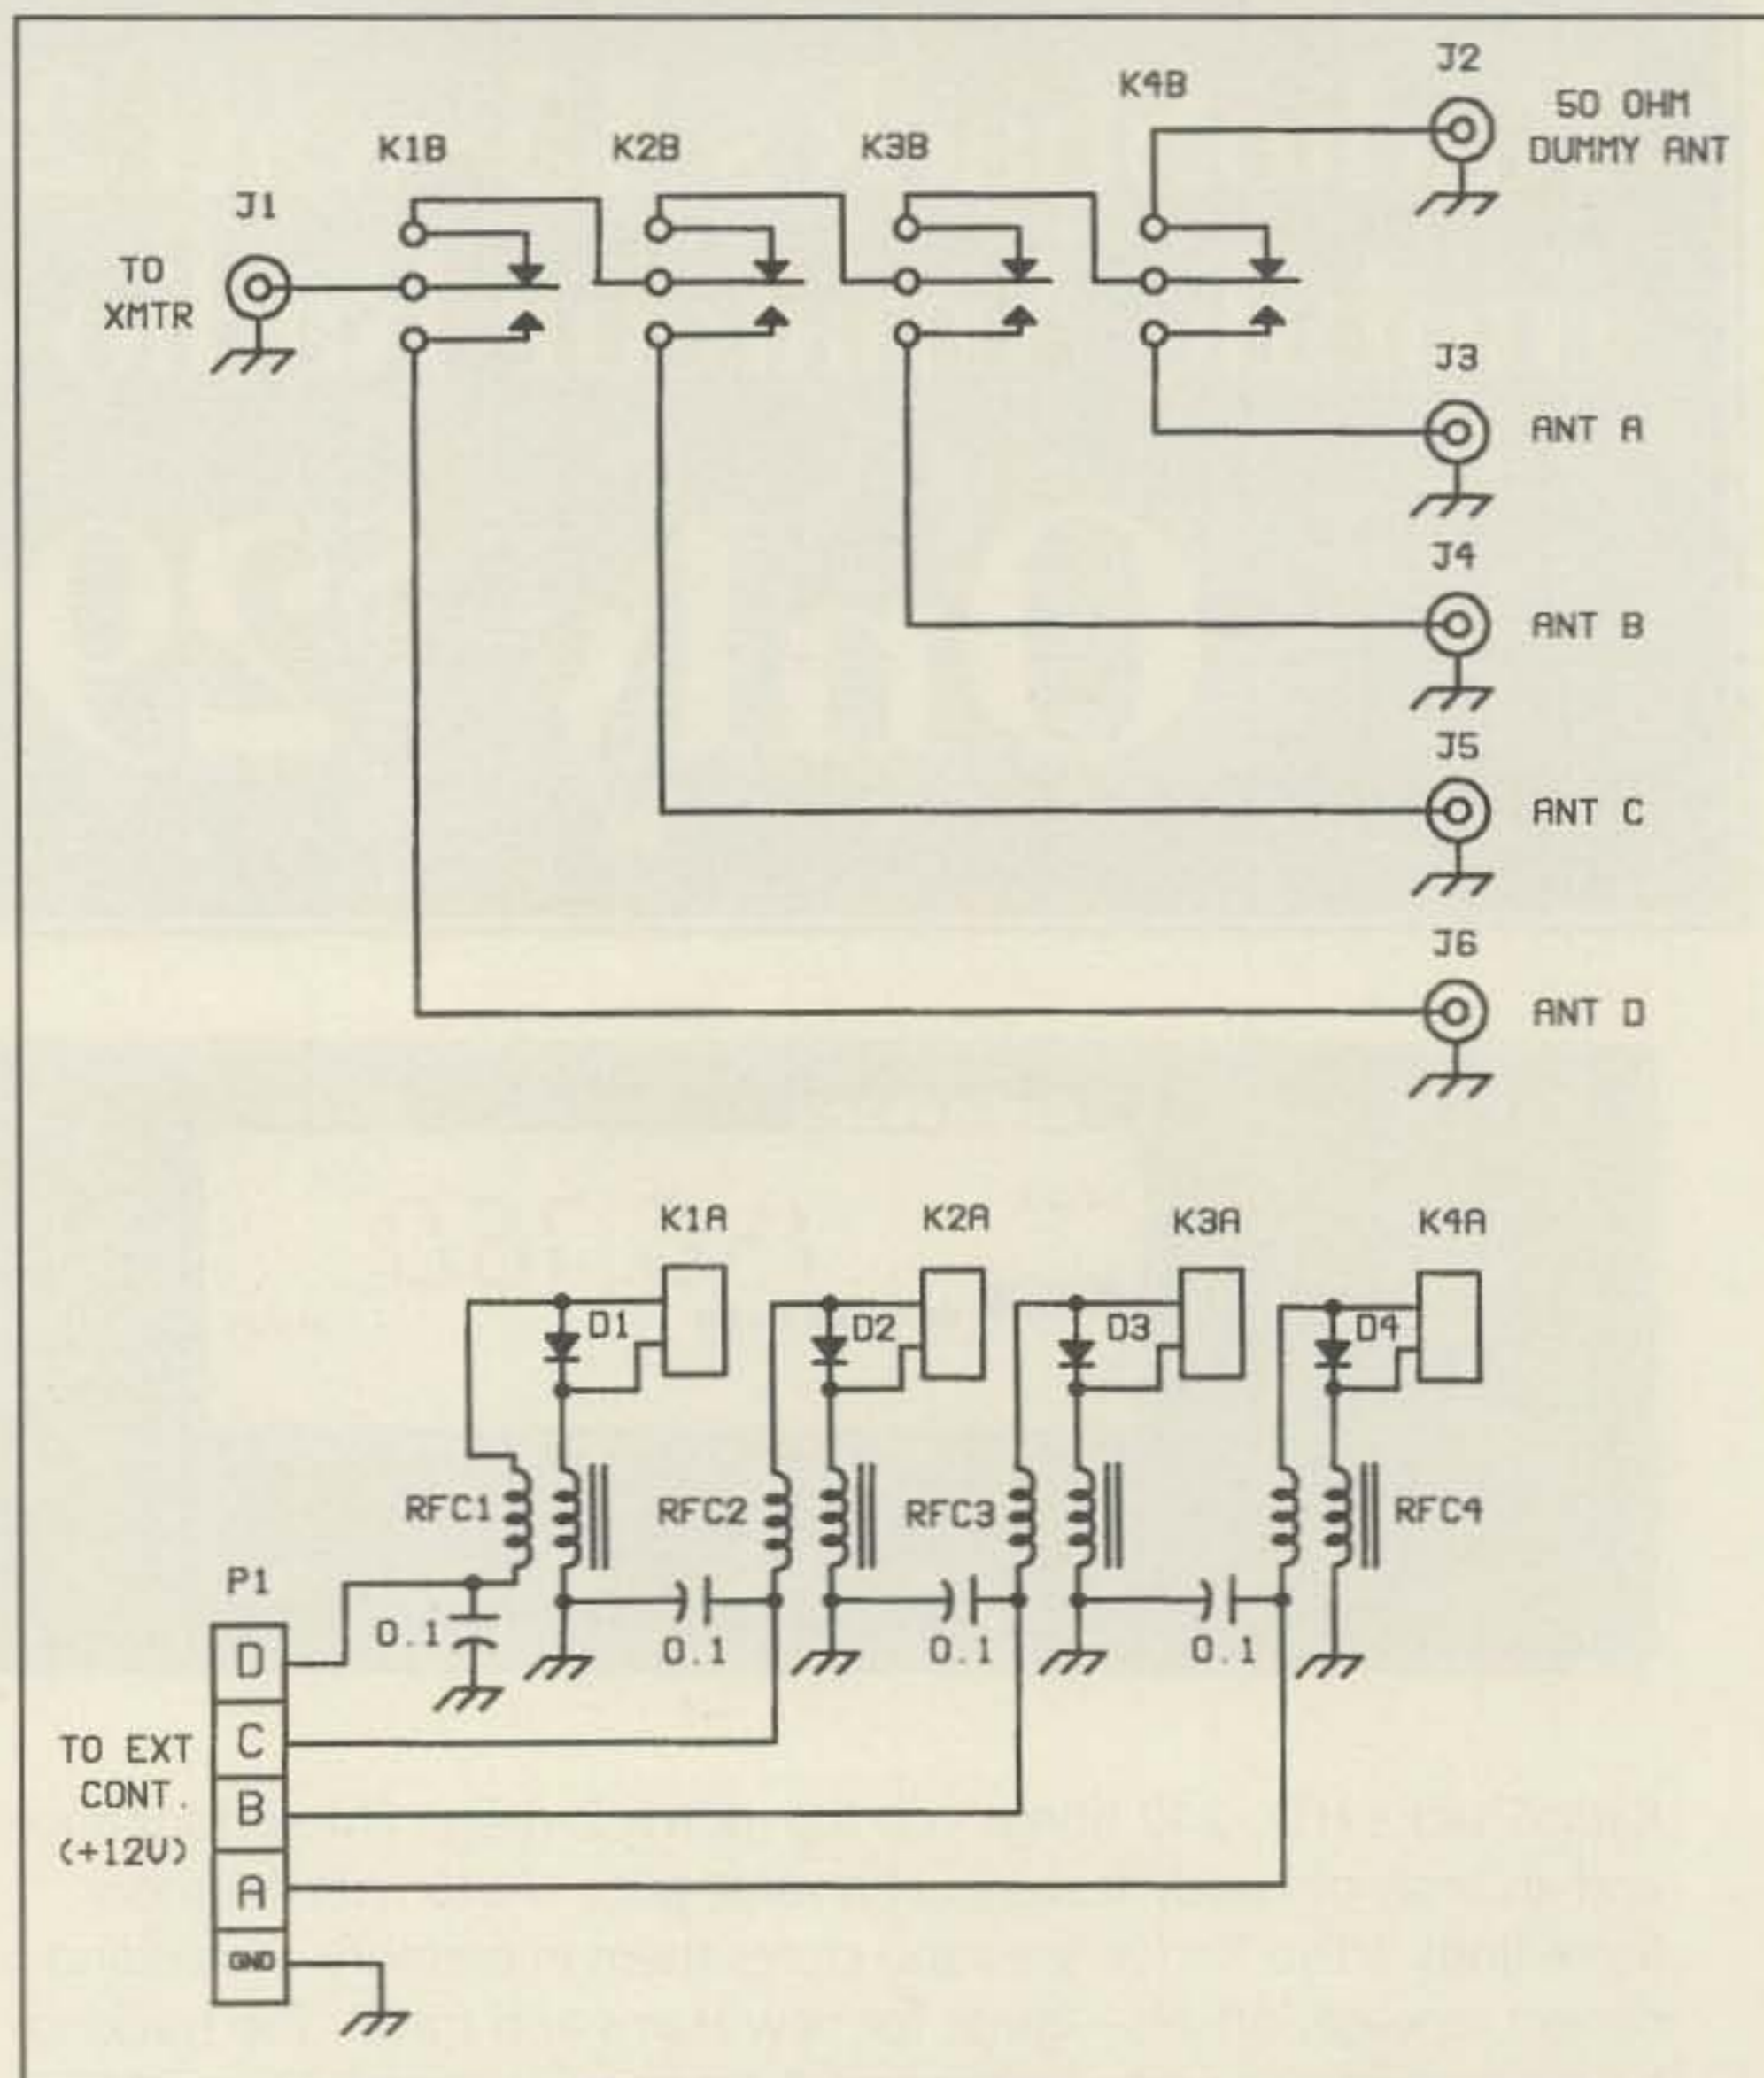 J2
K4B
50 OHM
DUMMY ANT
K1B
K2B
K3B
J1
TO
XMTR
J3
ANT A
J4
ANT B
J5
ANT C
J6
ANT D
K1A
K2A
K3A
K4A
D1
D2
D3
D4
RFC1
RFC2
RFC3
RFC4
P1
0.1
0.1
0.1
0.1
D
C
B
A
GND
TO EXT
CONT.
(+12V)